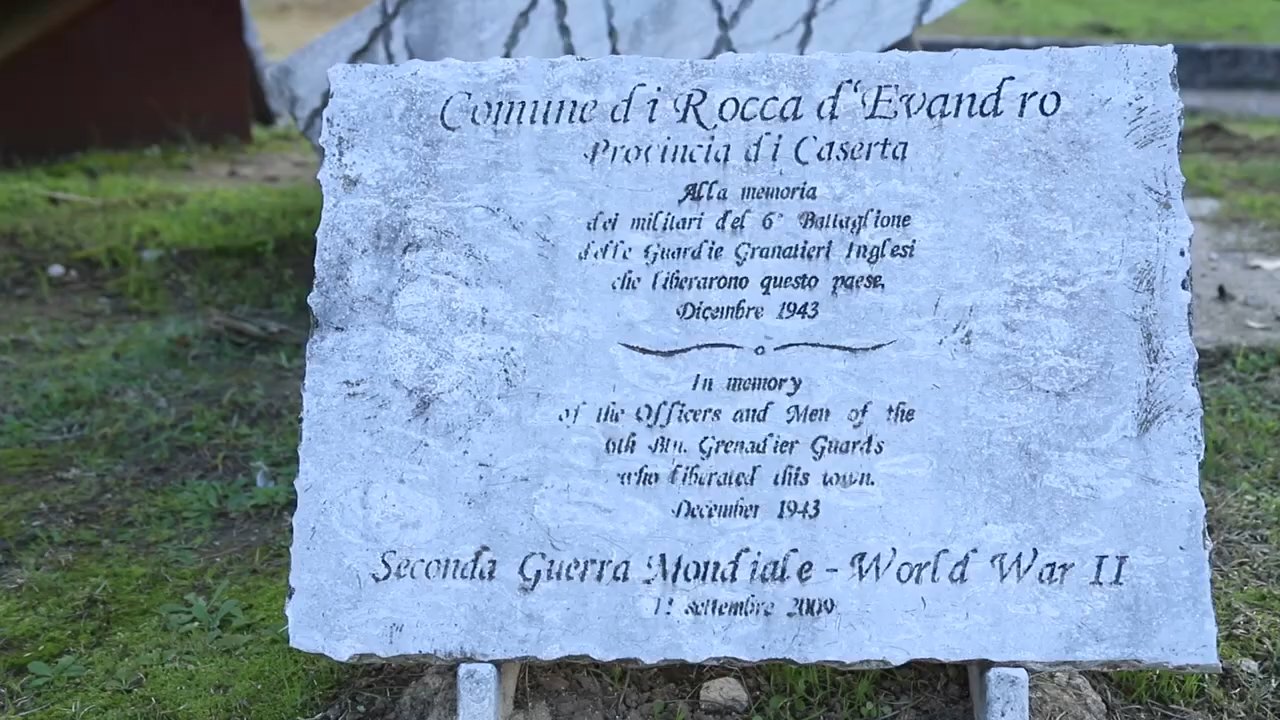 Comune di Rocca d'Evandro
Provincia di Caserta
Alla memoria
dei militari del 6° Battaglione
delle Guardie Granatieri Inglesi
che liberarono questo paese.
Dicembre 1943
In memory
of the Officers and Men of the
6th Btn. Grenadier Guards
who liberated this town.
December 1943
Seconda Guerra Mondiale - World War II
settembre 2009